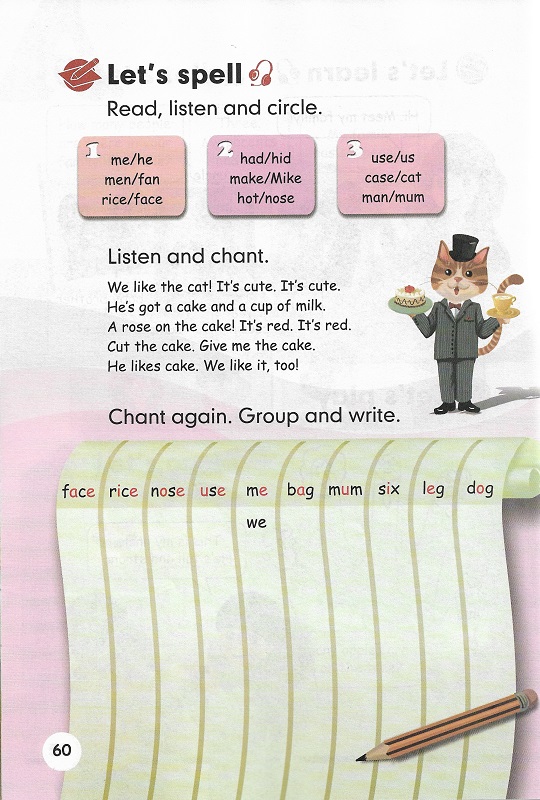 Let's spell
Read, listen and circle.
1
me/he
men/fan
rice/face
2
had/hid
make/Mike
hot/nose
3
use/us
case/cat
man/mum
Listen and chant.
We like the cat! It's cute. It's cute.
He's got a cake and a cup of milk.
A rose on the cake! It's red. It's red.
Cut the cake. Give me the cake.
He likes cake. We like it, too!
Chant again. Group and write.
face rice nose use me bag mum six leg dog
we
60